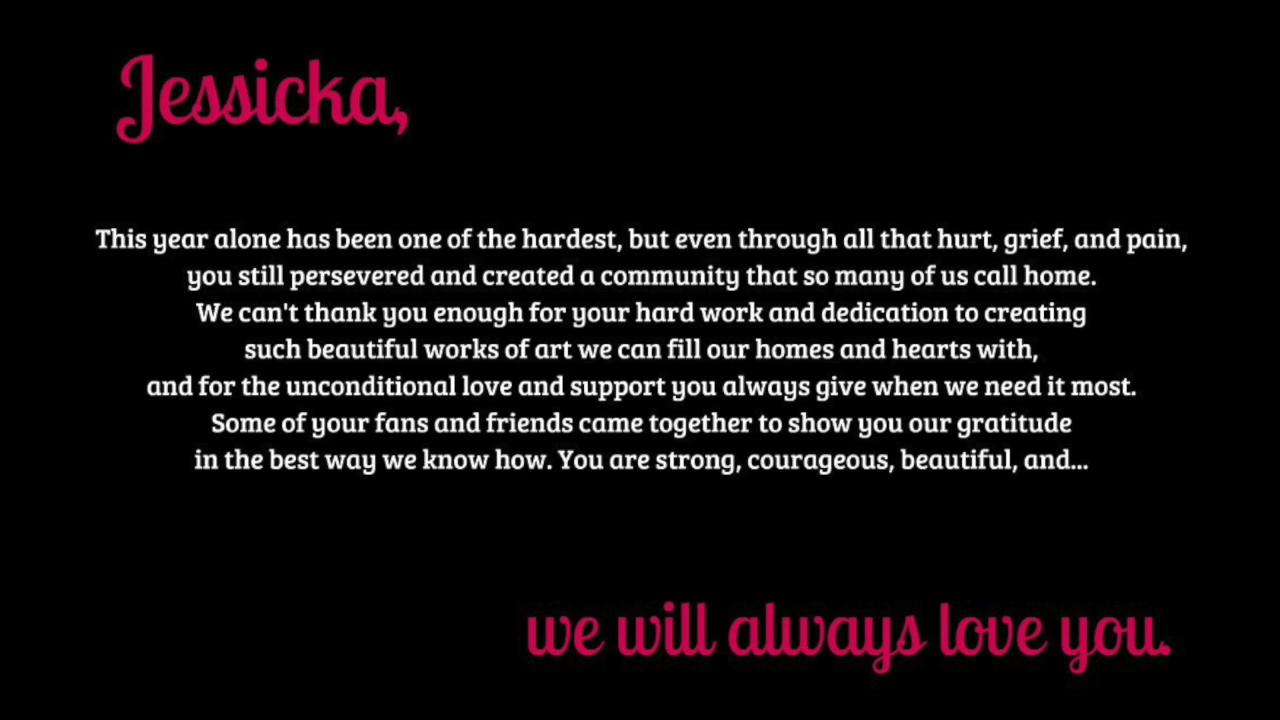 Jessicka,
This year alone has been one of the hardest, but even through all that hurt, grief, and pain,
you still persevered and created a community that so many of us call home.
We can't thank you enough for your hard work and dedication to creating
such beautiful works of art we can fill our homes and hearts with,
and for the unconditional love and support you always give when we need it most.
Some of your fans and friends came together to show you our gratitude
in the best way we know how. You are strong, courageous, beautiful, and...
we will always love you.